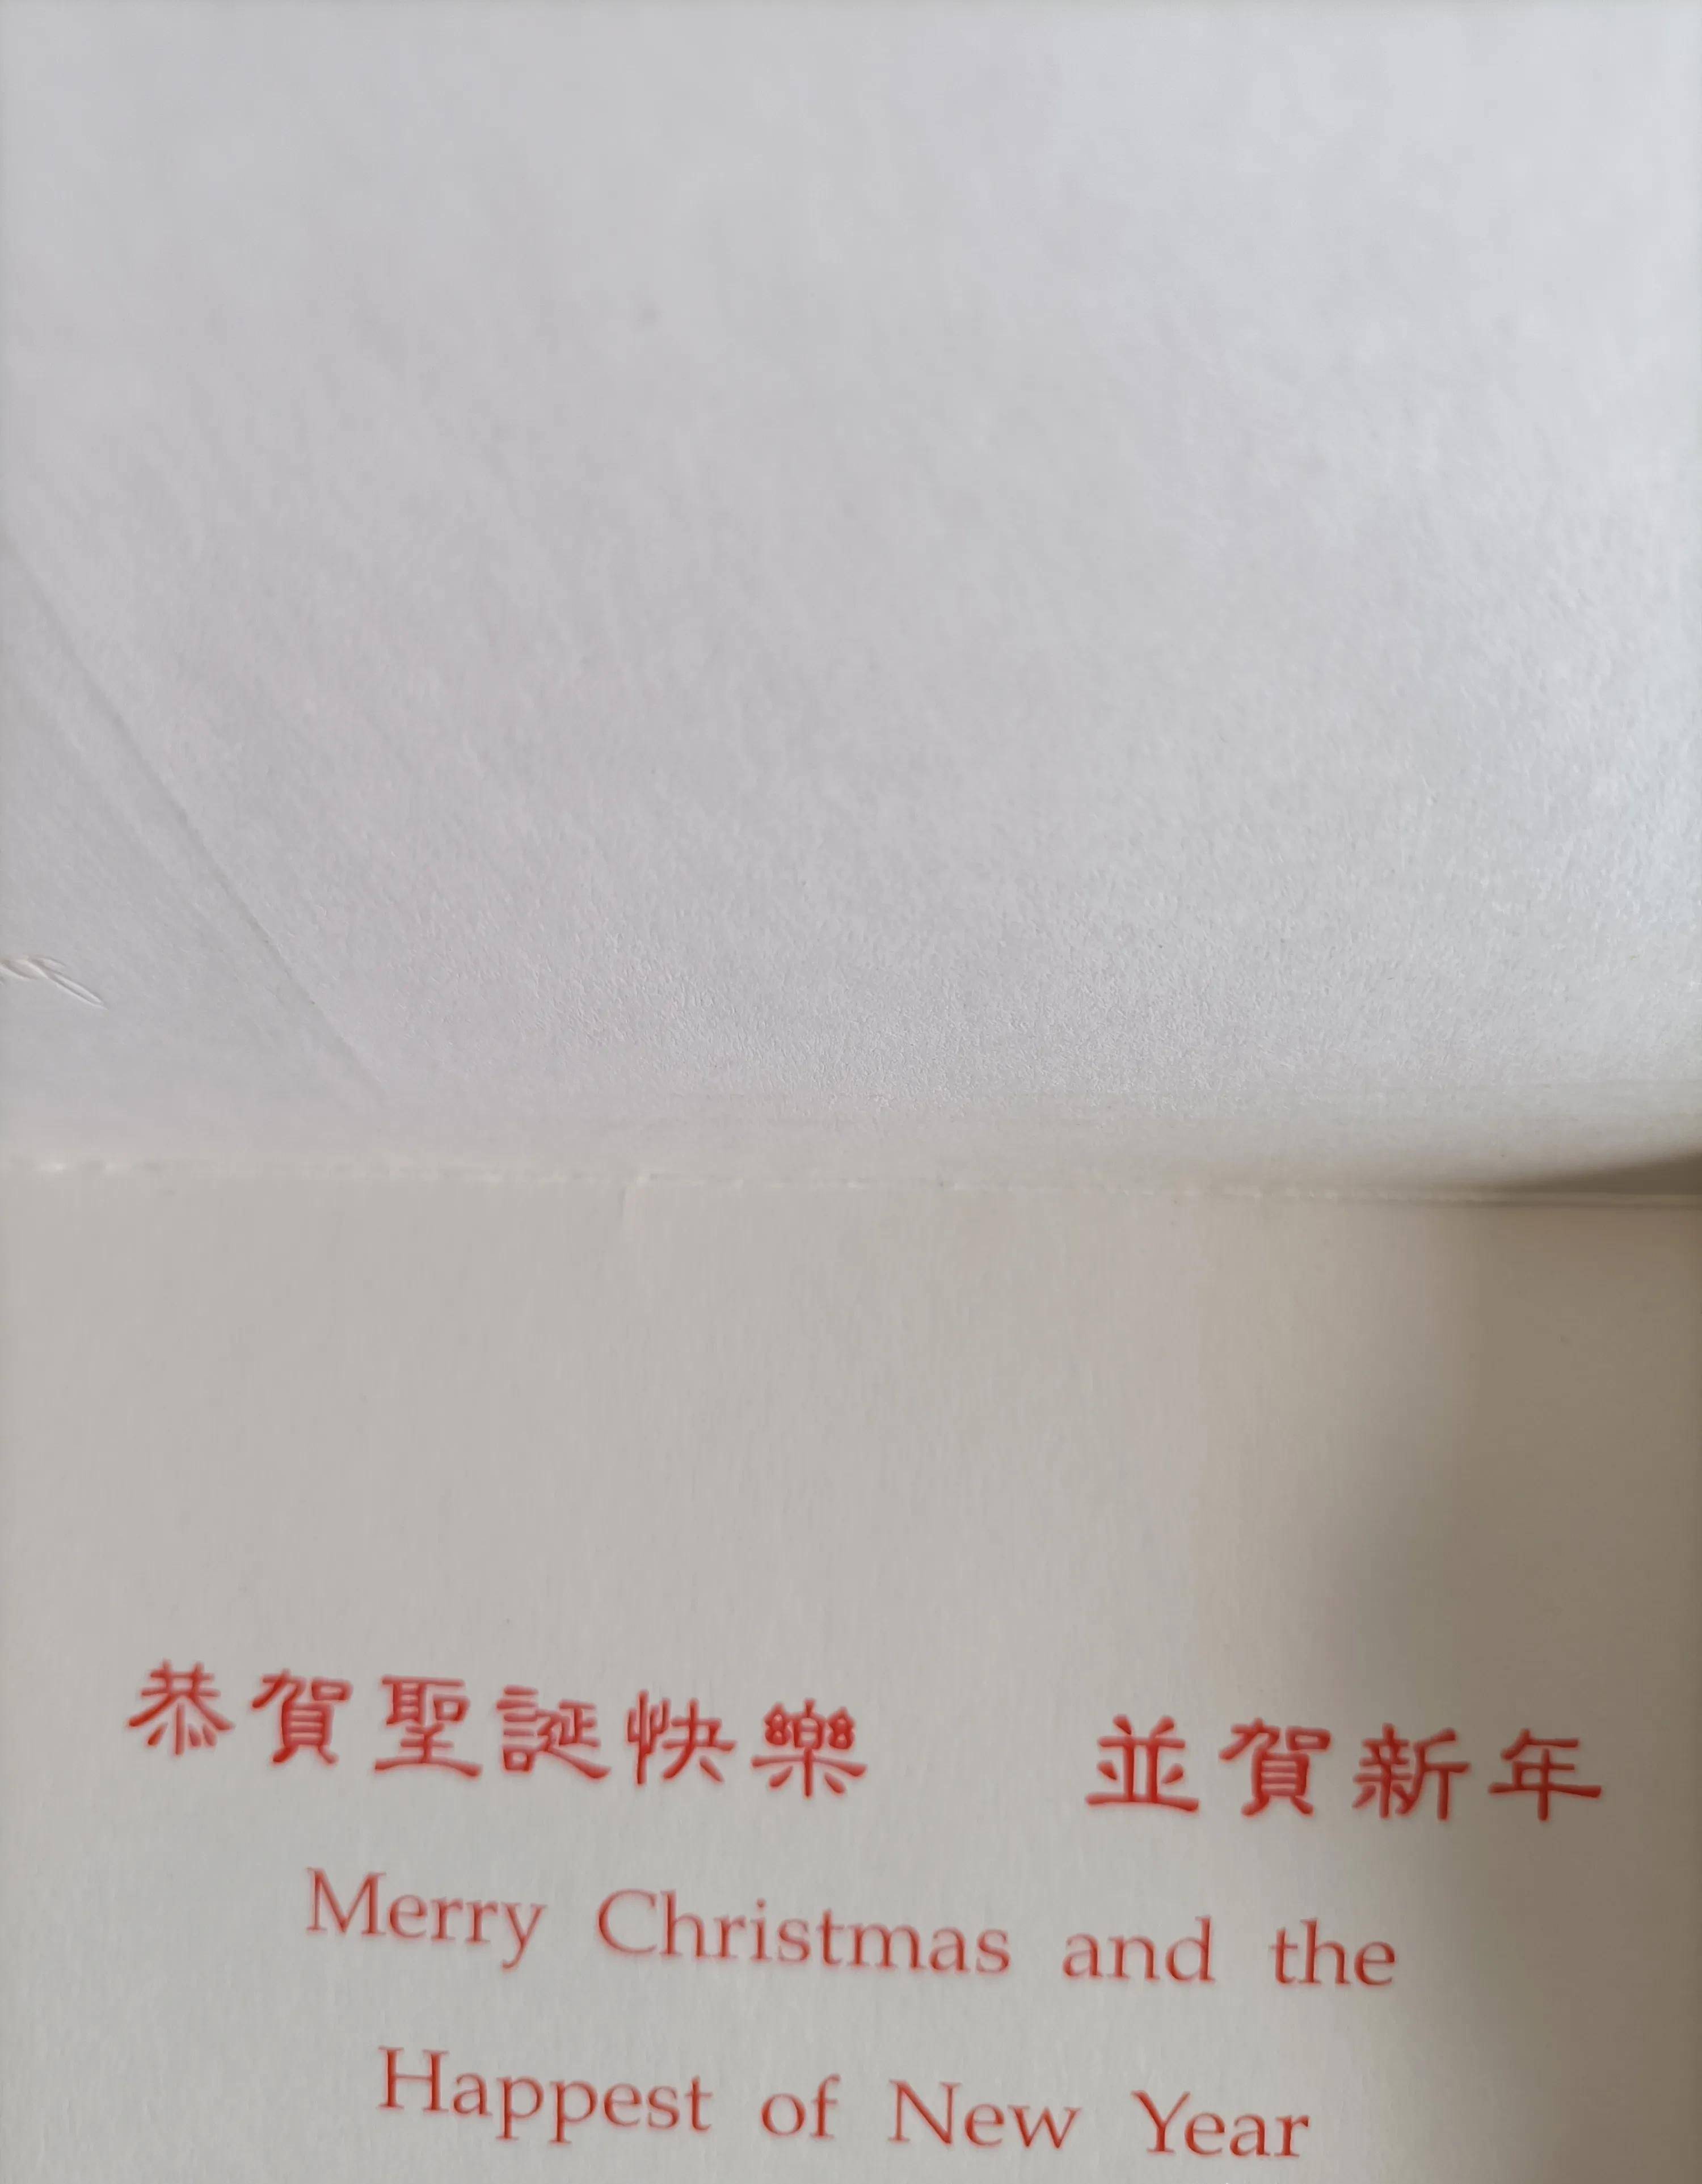 恭賀聖誕快樂 並賀新年
Merry Christmas and the
Happest of New Year